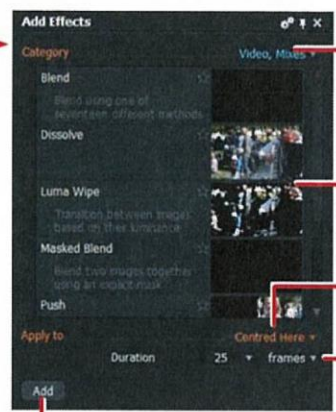 Add Effects
Category Video, Mixes
Blend
Blend using one of
seventeen different methods
Dissolve
Luma Wipe
Transition between images
based on their luminance
Masked Blend
Blend two images together
using an explicit mask
Push
Apply to Centred Here
Duration 25 frames
Add